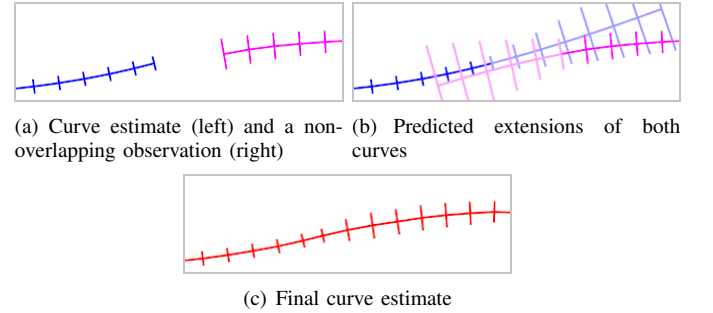 (a) Curve estimate (left) and a non-
overlapping observation (right)
(b) Predicted extensions of both
curves
(c) Final curve estimate